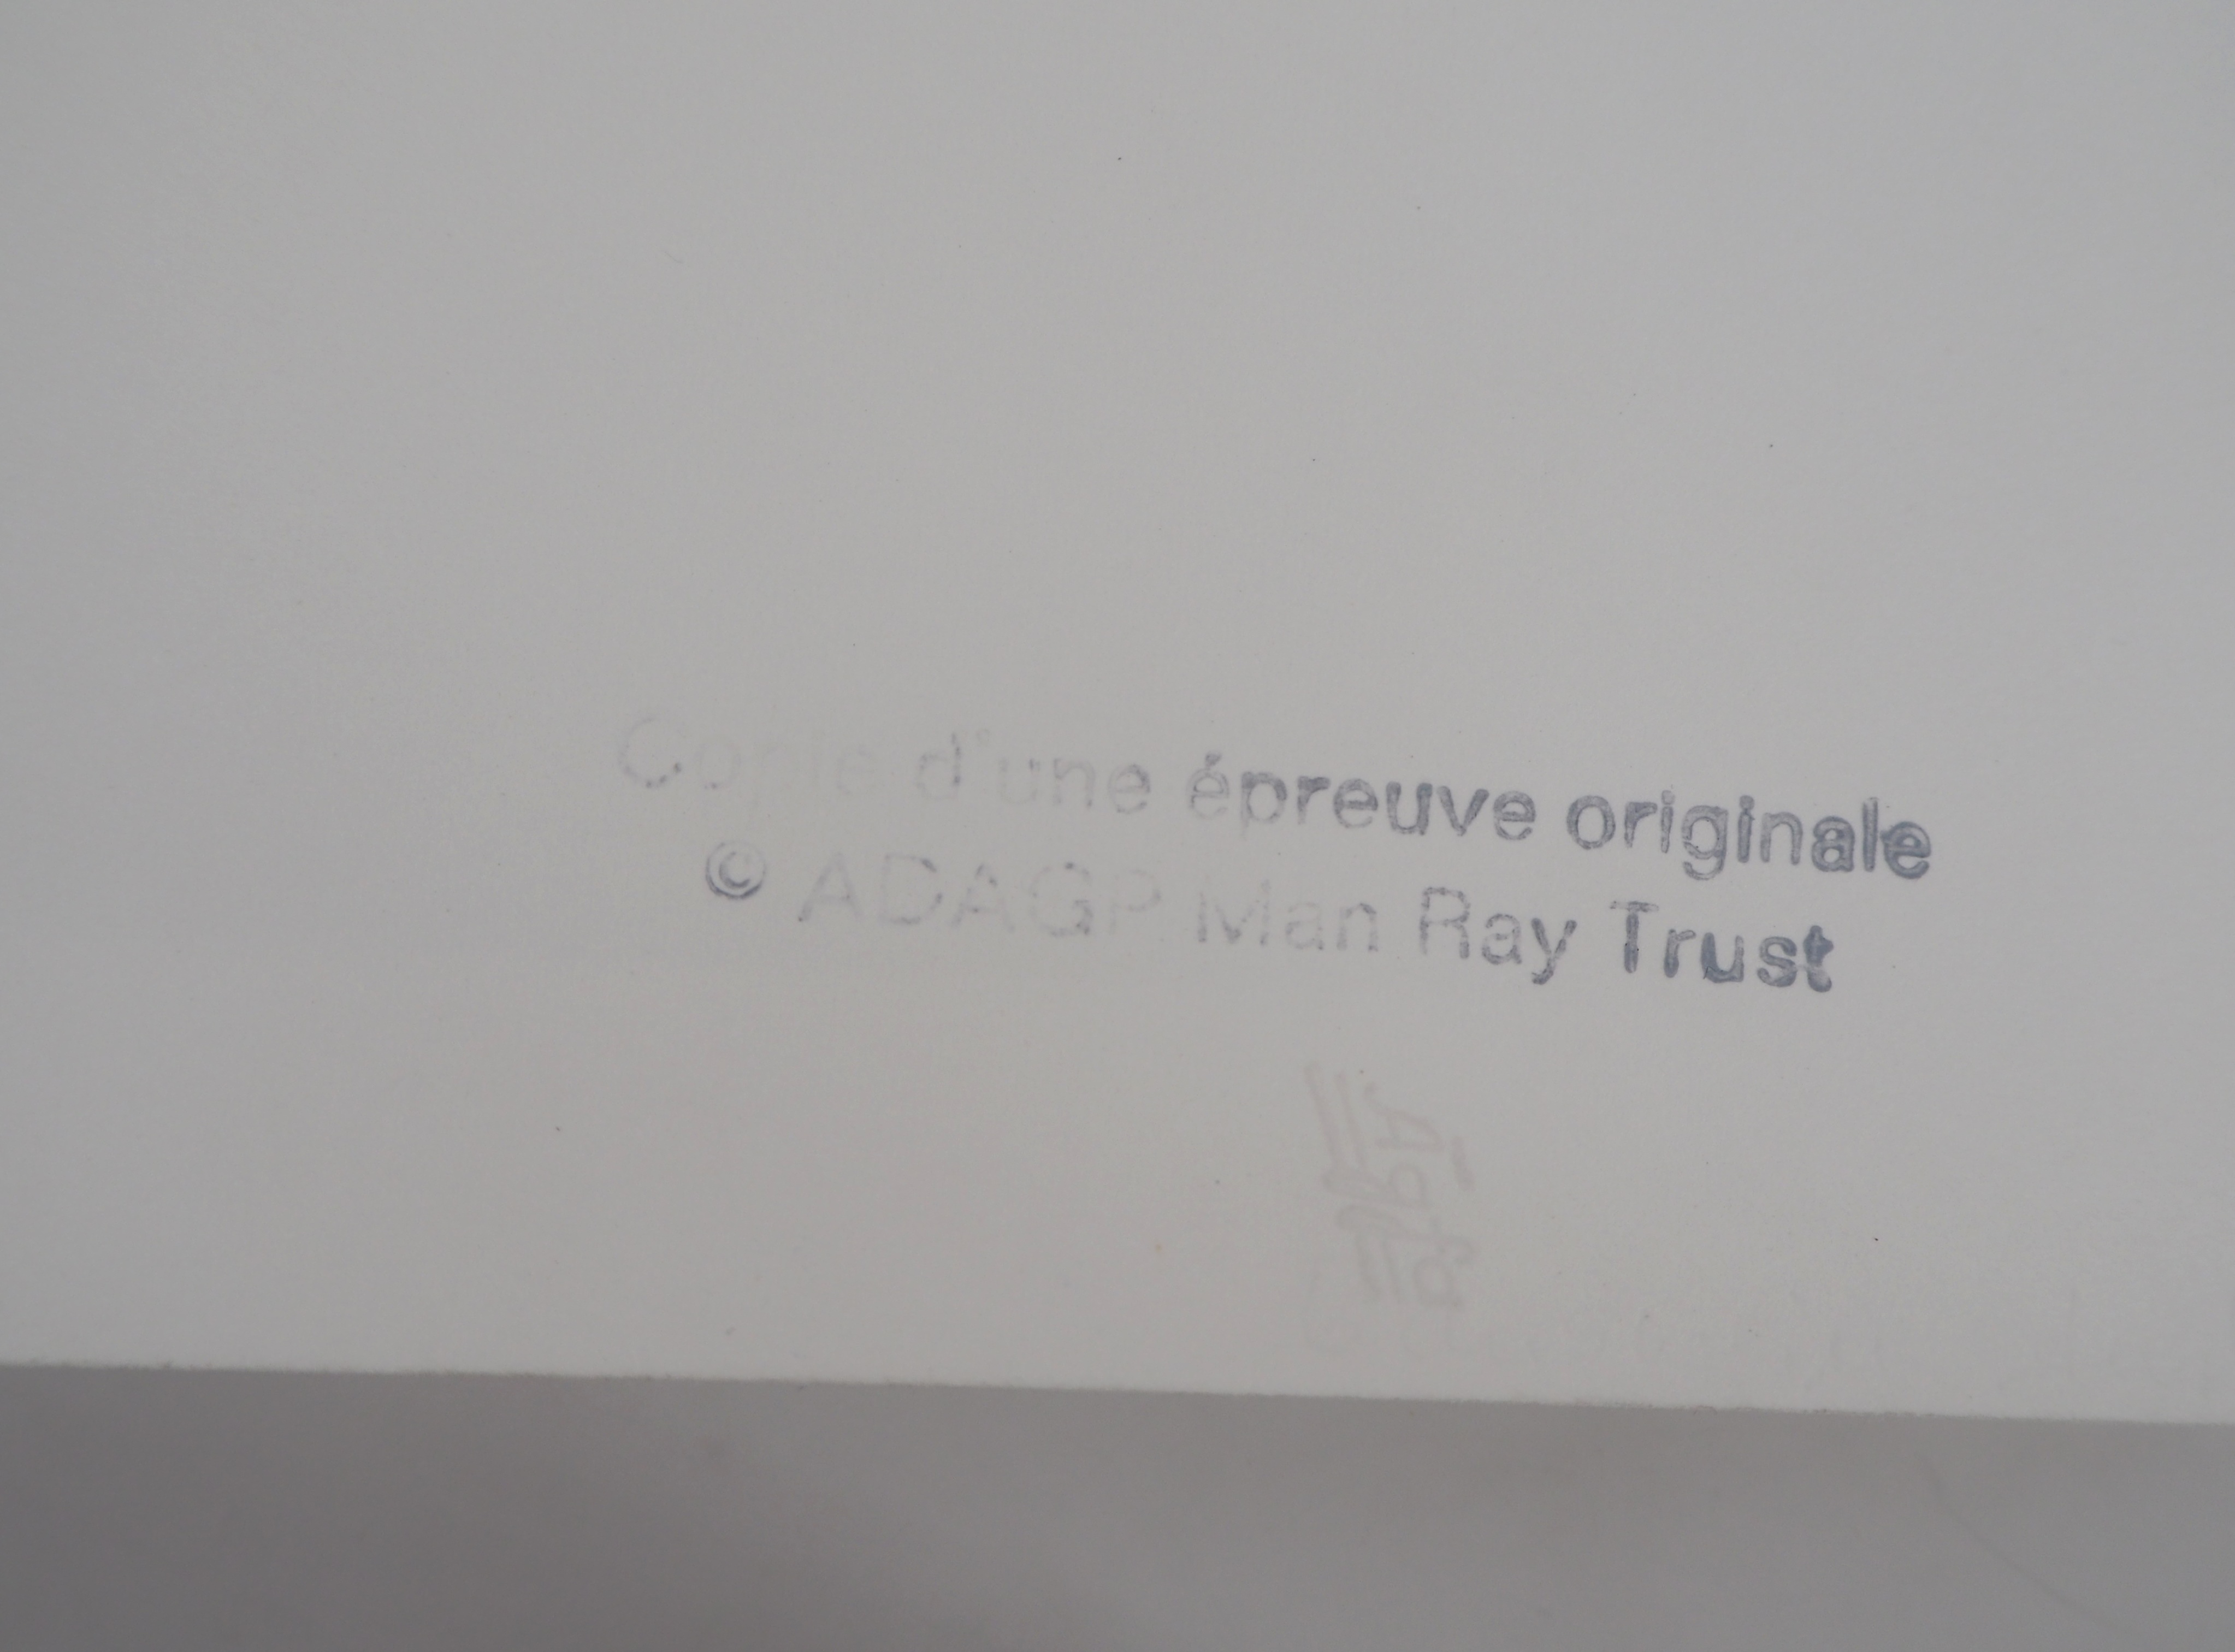 Copie d'une épreuve originale
© ADAGP Man Ray Trust